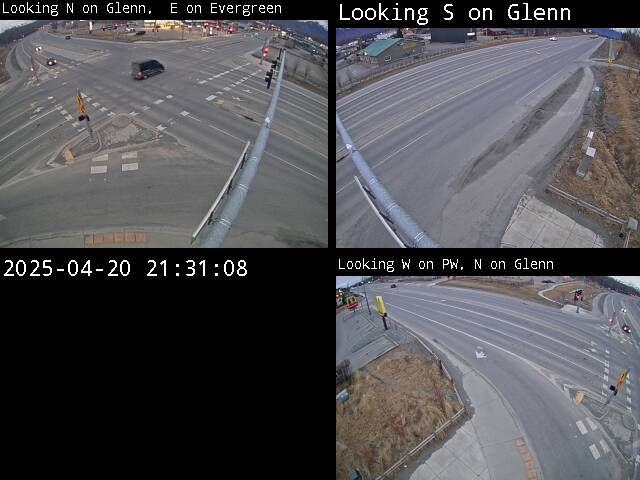 Looking N on Glenn,  E on Evergreen
Looking S on Glenn
2025-04-20 21:31:08
Looking W on PW, N on Glenn